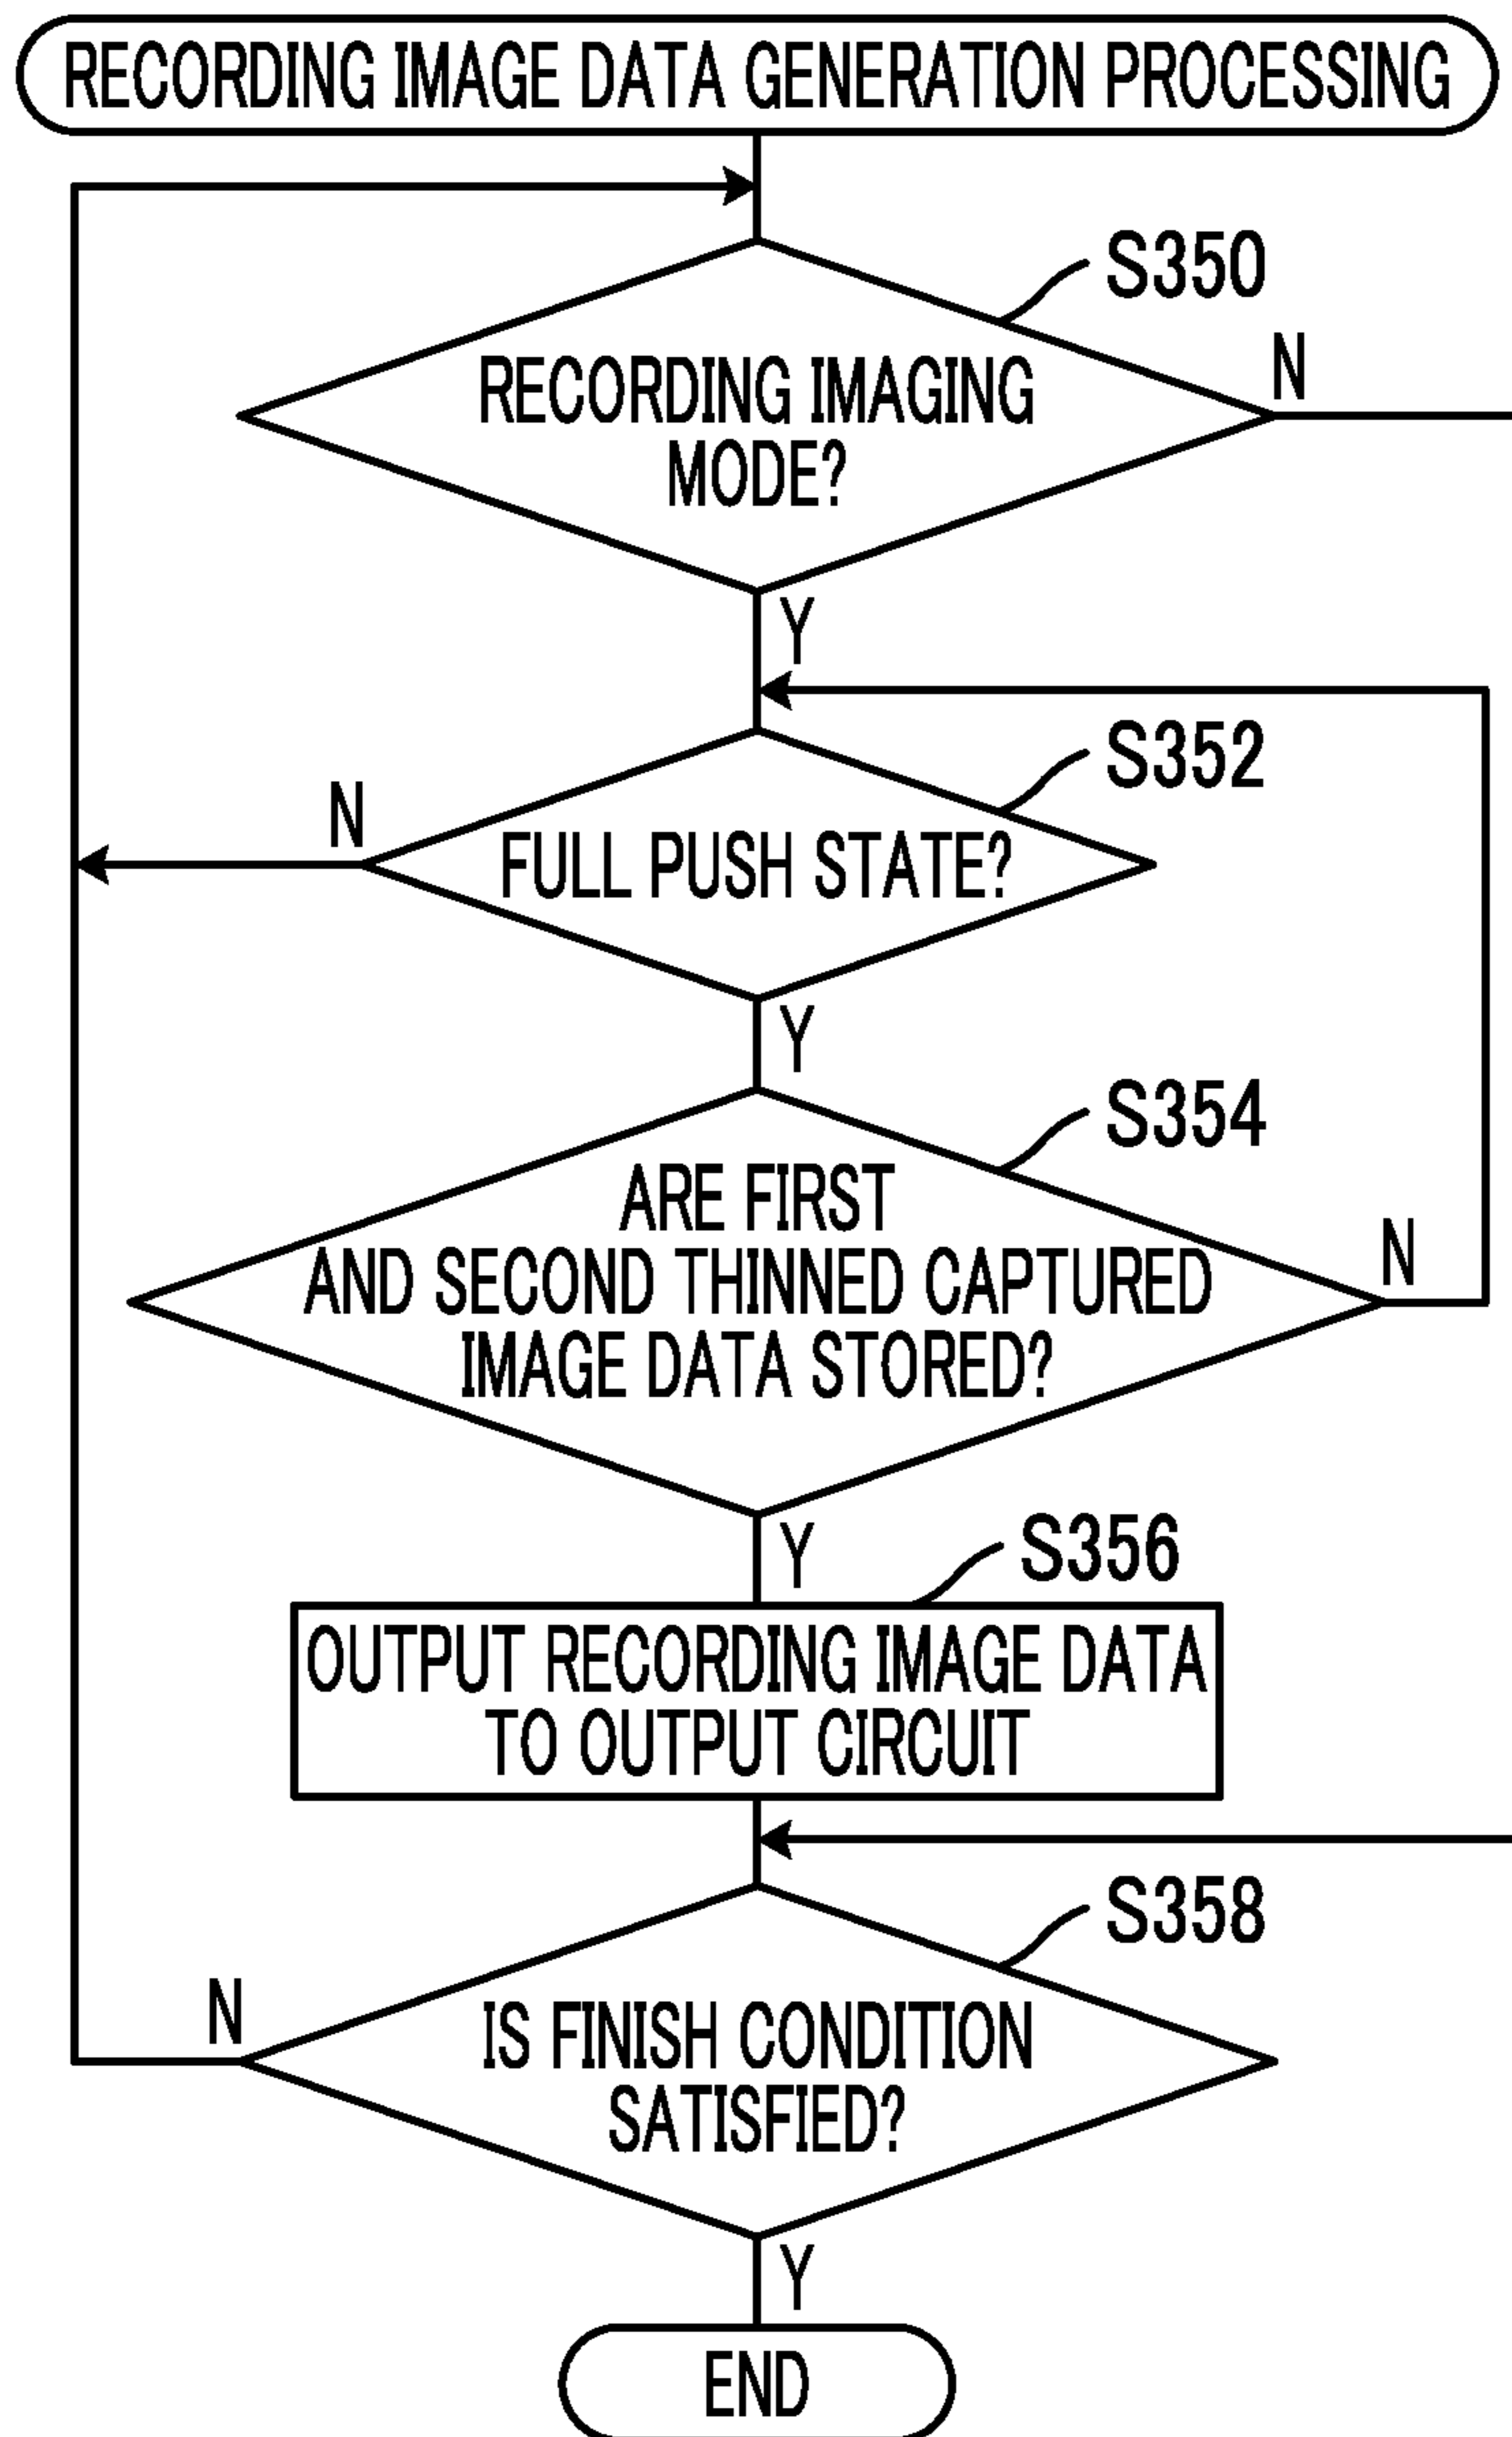 RECORDING IMAGE DATA GENERATION PROCESSING
S350
N
RECORDING IMAGING
MODE?
Y
S352
N
FULL PUSH STATE?
Y
S354
ARE FIRST
AND SECOND THINNED CAPTURED
IMAGE DATA STORED?
N
Y
S356
OUTPUT RECORDING IMAGE DATA
TO OUTPUT CIRCUIT
S358
N
IS FINISH CONDITION
SATISFIED?
Y
END